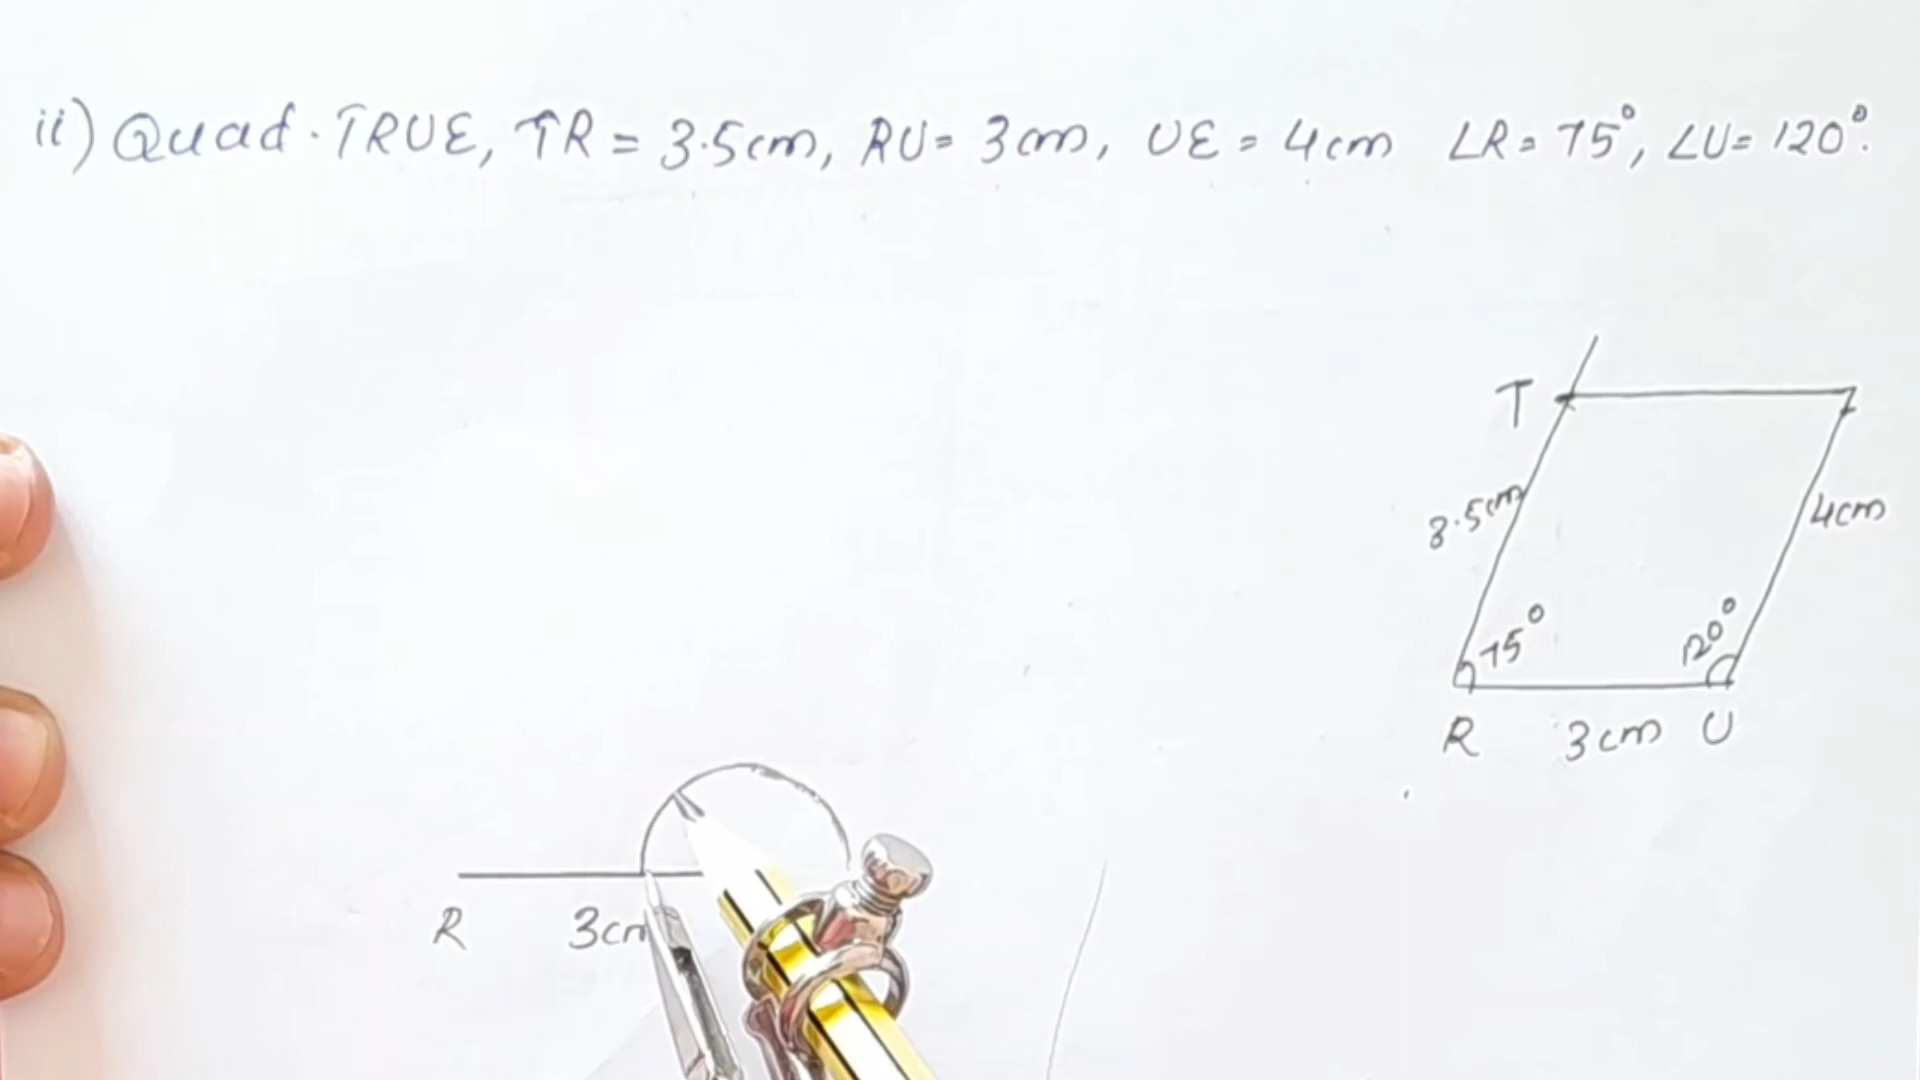 ii) Quad. TRUE, TR = 3.5cm, RU = 3cm, UE = 4cm ∠R = 75°, ∠U = 120°.
T
3.5cm
4cm
75°
120°
R 3cm U
R 3cm